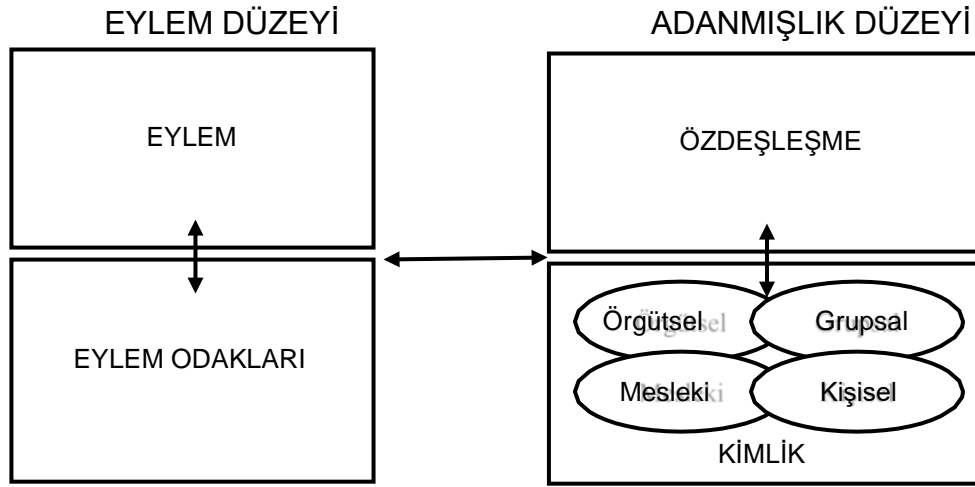 EYLEM DÜZEYİ
ADANMIŞLIK DÜZEYİ
EYLEM
ÖZDEŞLEŞME
EYLEM ODAKLARI
Örgütsel
Grupsal
Mesleki
Kişisel
KİMLİK